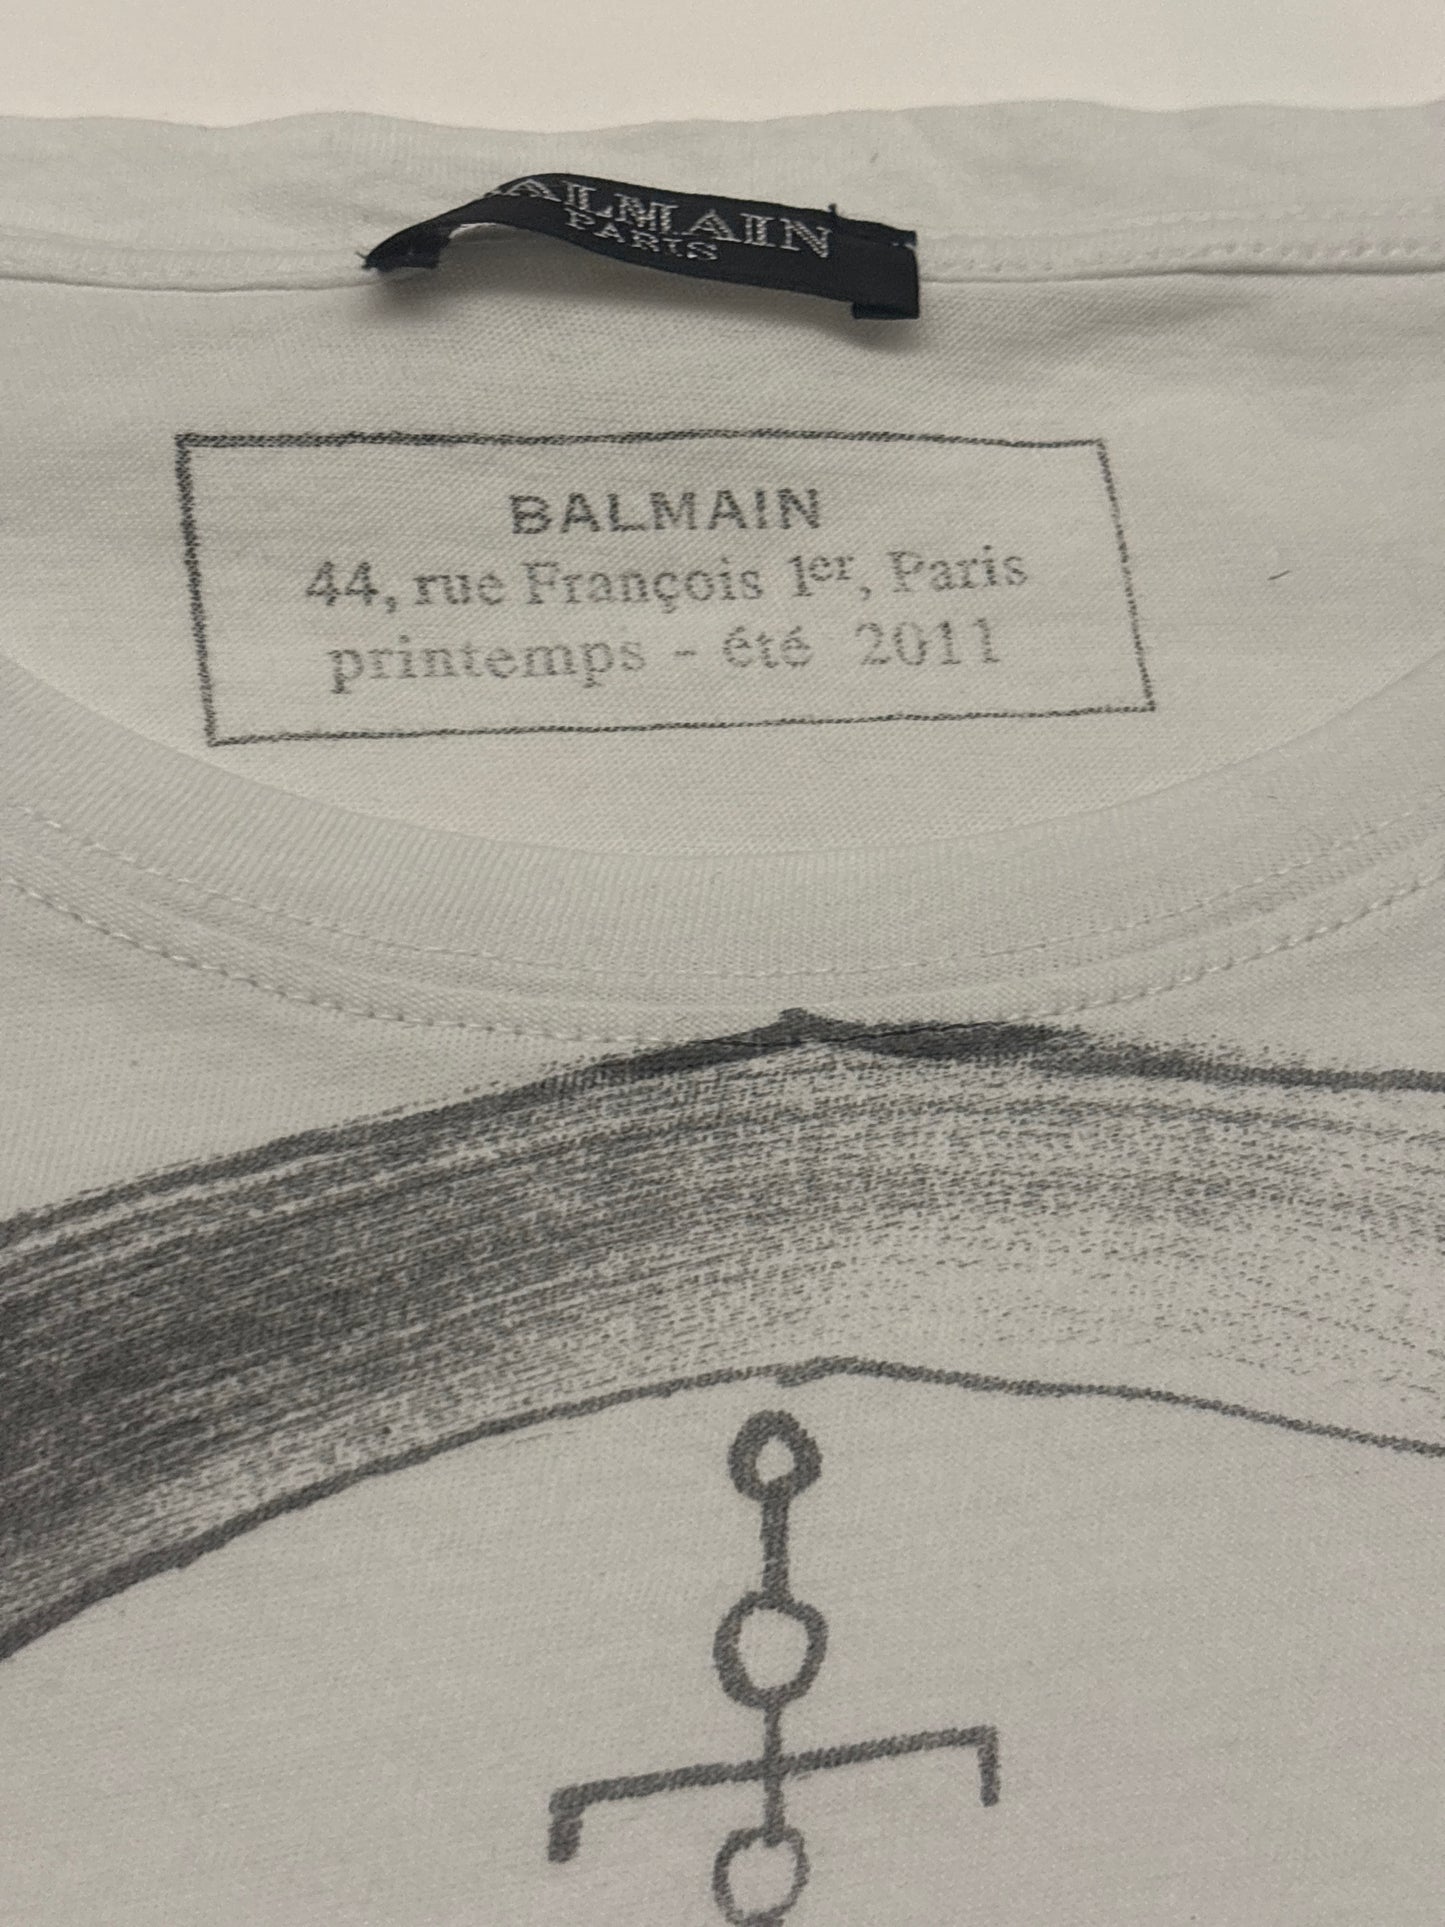 BALMAIN
PARIS
BALMAIN
44, rue François 1er, Paris
printemps - été 2011